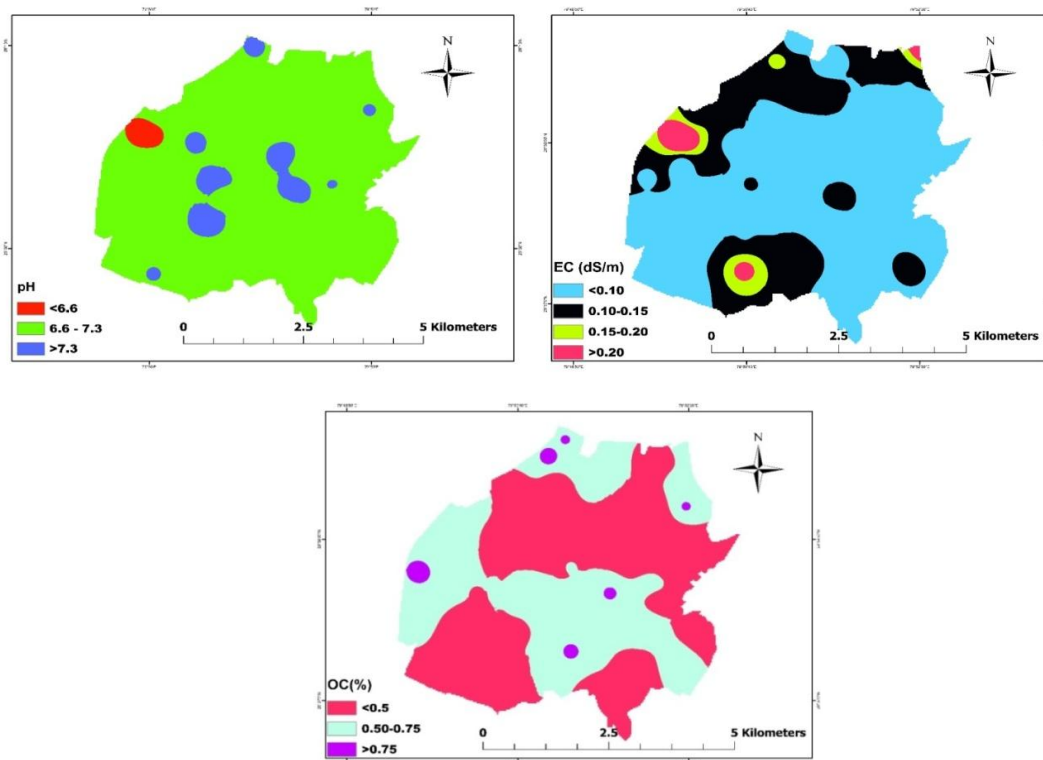 N
pH
<6.6
6.6 - 7.3
>7.3
0 2.5 5 Kilometers
N
EC (dS/m)
<0.10
0.10-0.15
0.15-0.20
>0.20
0 2.5 5 Kilometers
N
OC(%)
<0.5
0.50-0.75
>0.75
0 2.5 5 Kilometers